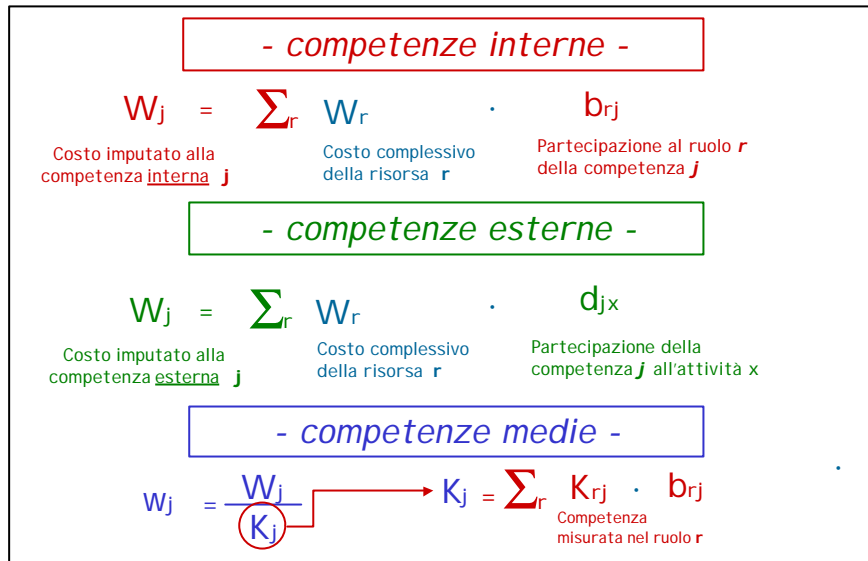 - competenze interne -
Wj = ∑r Wr · brj
Costo imputato alla competenza interna j
Costo complessivo della risorsa r
Partecipazione al ruolo r della competenza j
- competenze esterne -
Wj = ∑r Wr · djx
Costo imputato alla competenza esterna j
Costo complessivo della risorsa r
Partecipazione della competenza j all'attività x
- competenze medie -
wj = Wj / Kj
Kj = ∑r Krj · brj
Competenza misurata nel ruolo r